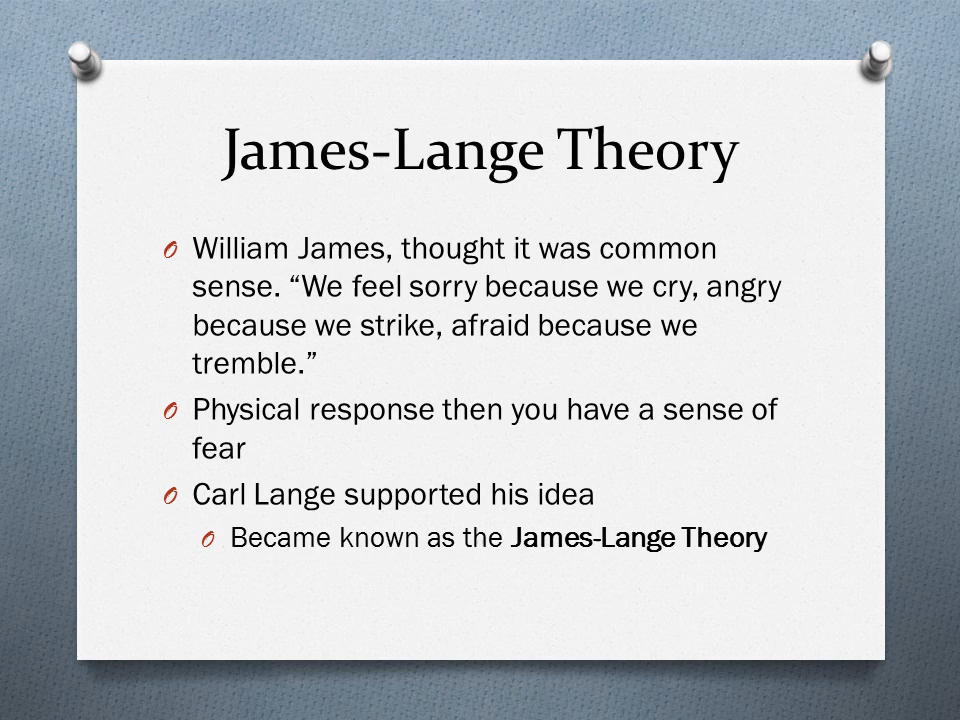 James-Lange Theory
William James, thought it was common
sense. “We feel sorry because we cry, angry
because we strike, afraid because we
tremble.”
Physical response then you have a sense of
fear
Carl Lange supported his idea
Became known as the James-Lange Theory